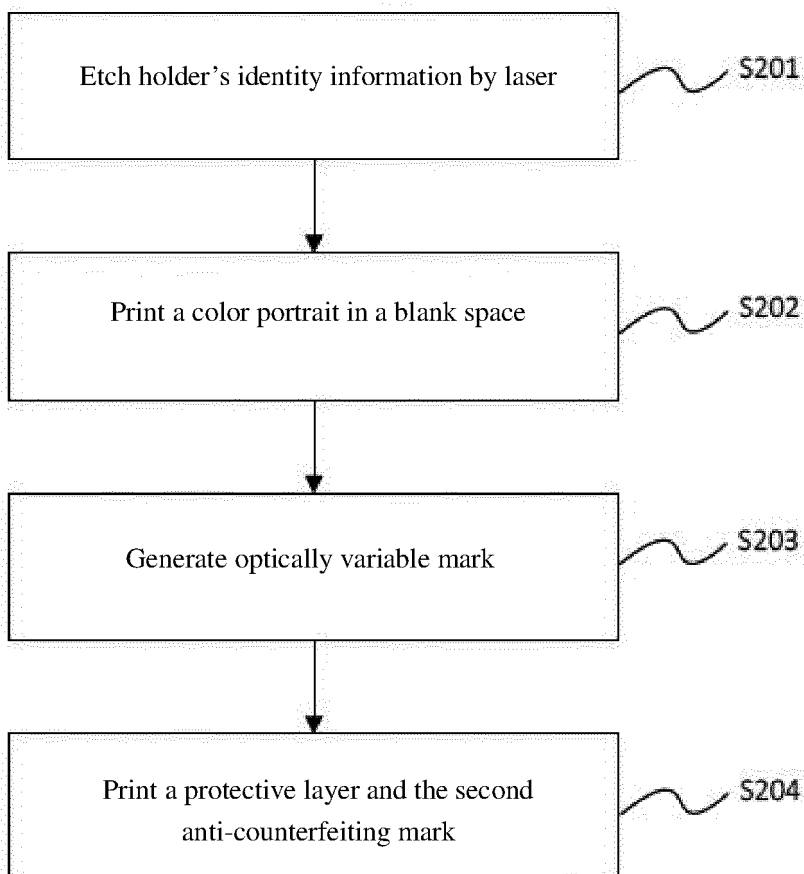 Etch holder's identity information by laser
S201
Print a color portrait in a blank space
S202
Generate optically variable mark
S203
Print a protective layer and the second
anti-counterfeiting mark
S204